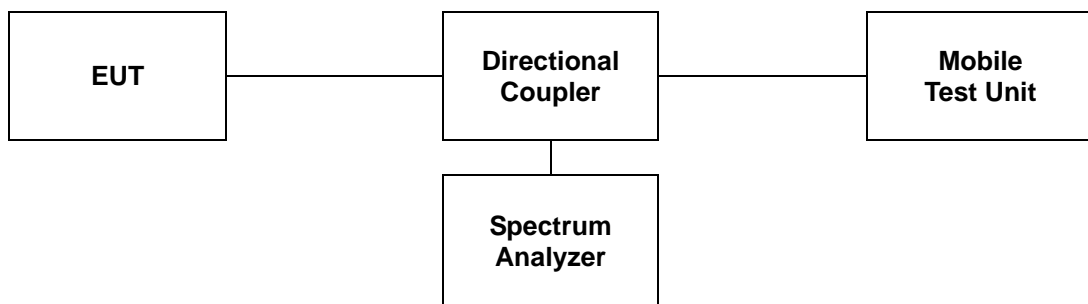 EUT
Directional
Coupler
Mobile
Test Unit
Spectrum
Analyzer